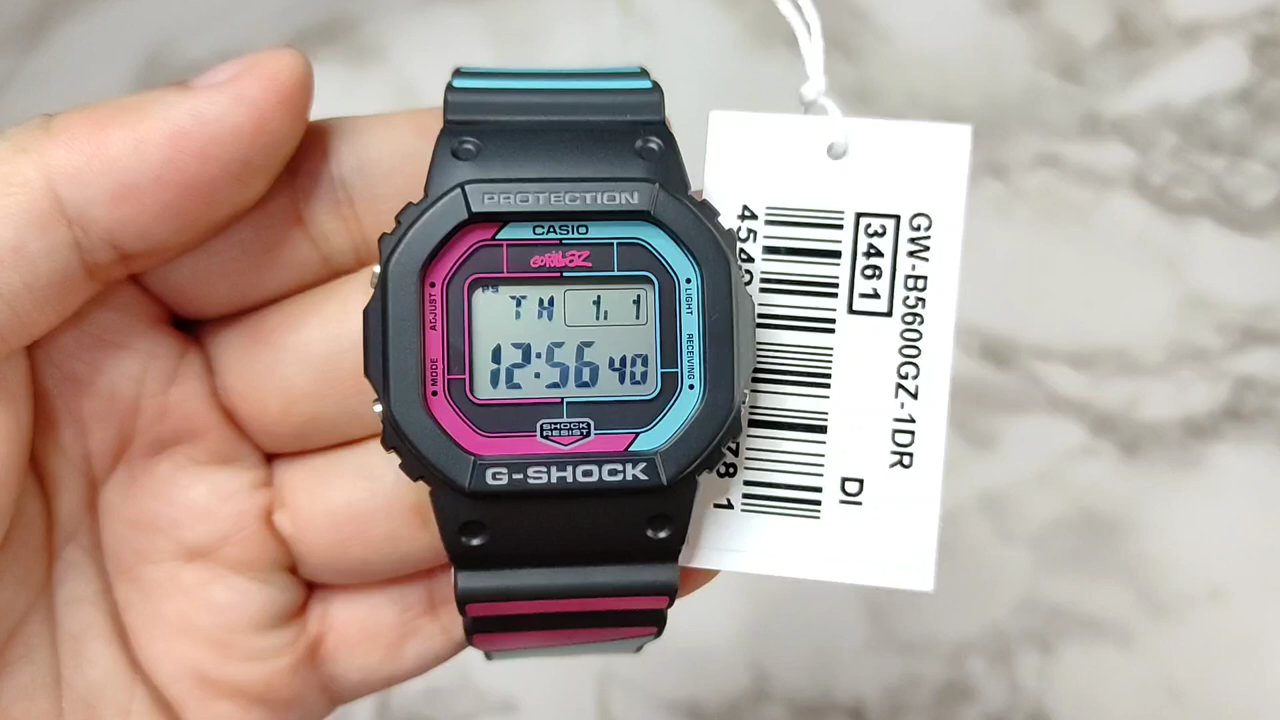 PROTECTION
CASIO
GORILLAZ
ADJUST
MODE
LIGHT
RECEIVING
PS
TH 1. 1
12:56 40
SHOCK
RESIST
G-SHOCK
GW-B5600GZ-1DR
3461
DI